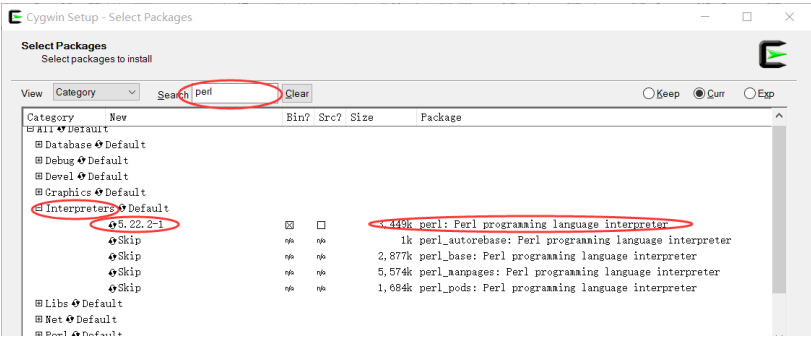 Cygwin Setup - Select Packages
Select Packages
Select packages to install
View Category Search perl Clear Keep Curr Exp
Category New Bin? Src? Size Package
All Default
Database Default
Debug Default
Devel Default
Graphics Default
Interpreters Default
5.22.2-1 3,449k perl: Perl programming language interpreter
Skip n/a n/a 1k perl_autorebase: Perl programming language interpreter
Skip n/a n/a 2,877k perl_base: Perl programming language interpreter
Skip n/a n/a 5,574k perl_manpages: Perl programming language interpreter
Skip n/a n/a 1,684k perl_pods: Perl programming language interpreter
Libs Default
Net Default
Perl Default